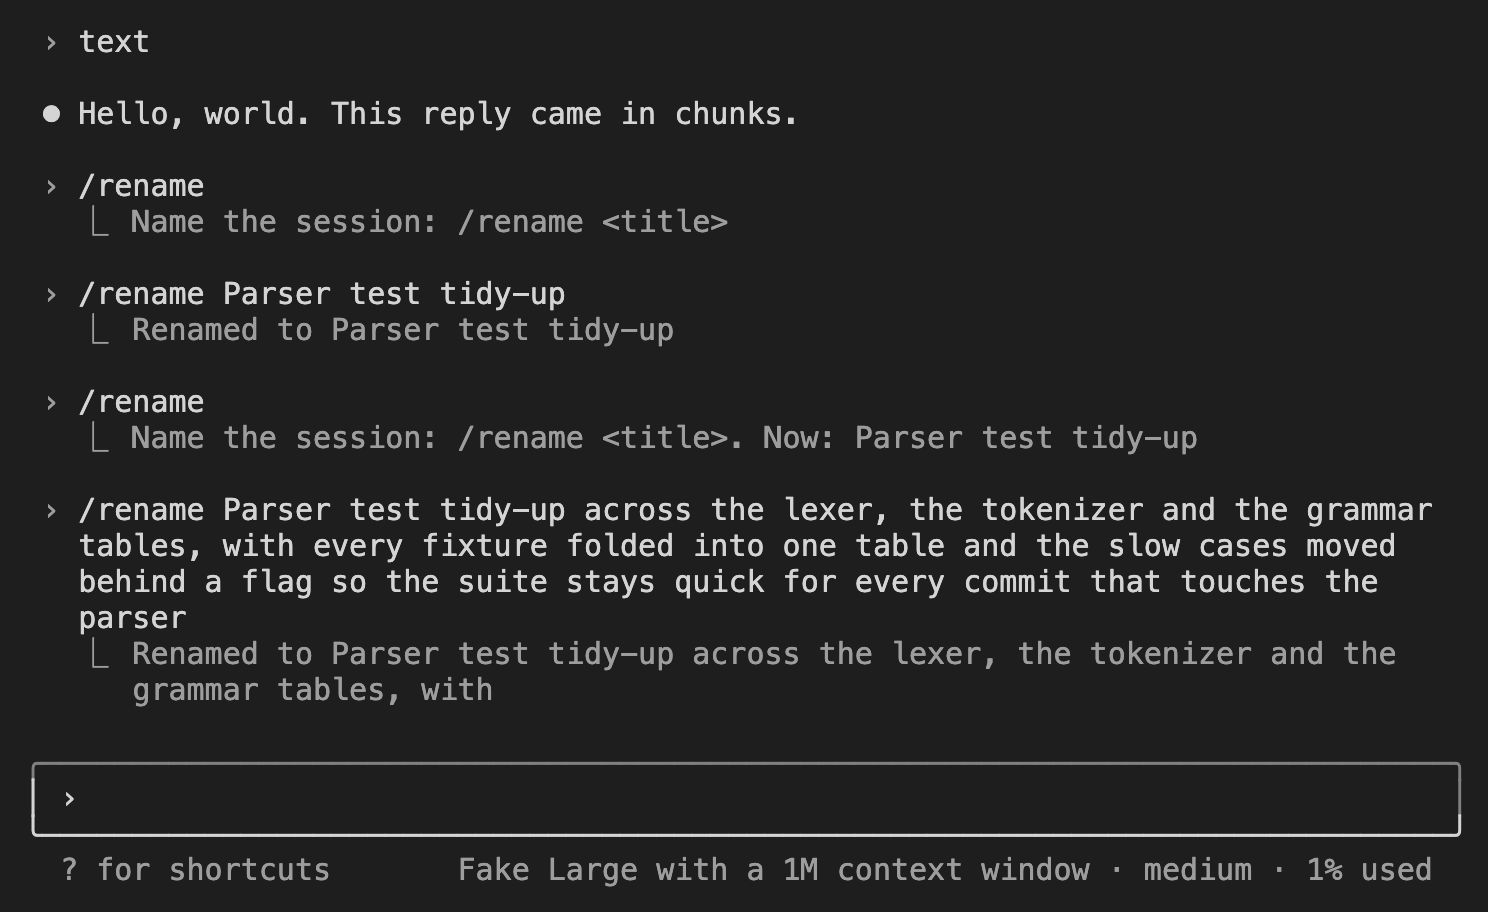 › text
● Hello, world. This reply came in chunks.
› /rename
⎿ Name the session: /rename <title>
› /rename Parser test tidy-up
⎿ Renamed to Parser test tidy-up
› /rename
⎿ Name the session: /rename <title>. Now: Parser test tidy-up
› /rename Parser test tidy-up across the lexer, the tokenizer and the grammar
tables, with every fixture folded into one table and the slow cases moved
behind a flag so the suite stays quick for every commit that touches the
parser
⎿ Renamed to Parser test tidy-up across the lexer, the tokenizer and the
grammar tables, with
›
? for shortcuts Fake Large with a 1M context window · medium · 1% used